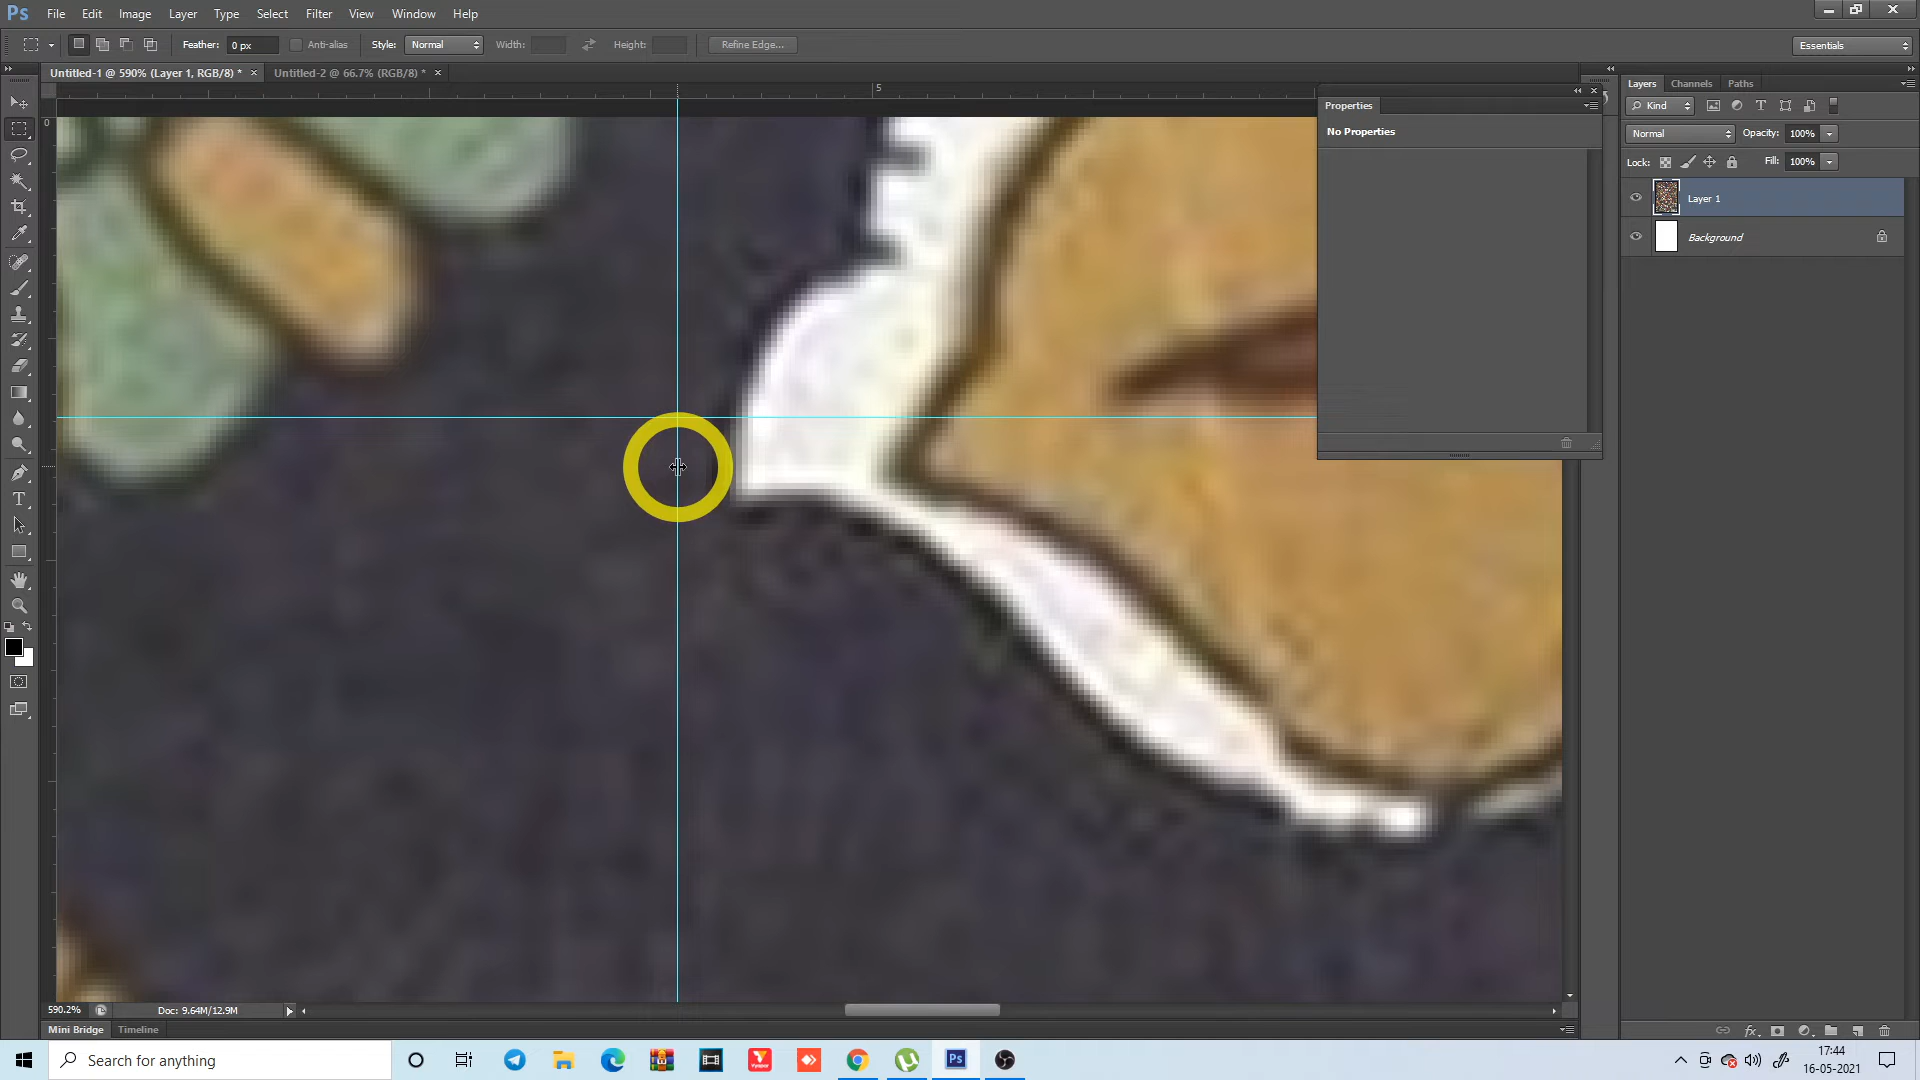 Ps File Edit Image Layer Type Select Filter View Window Help
Feather: 0 px Anti-alias Style: Normal Width: Height: Refine Edge... Essentials
Untitled-1 @ 590% (Layer 1, RGB/8) * × Untitled-2 @ 66.7% (RGB/8) * ×
5
0
Properties
No Properties
Layers Channels Paths
Kind
Normal Opacity: 100%
Lock: Fill: 100%
Layer 1
Background
590.2% Doc: 9.64M/12.9M
Mini Bridge Timeline
Search for anything
Ps
17:44
16-05-2021